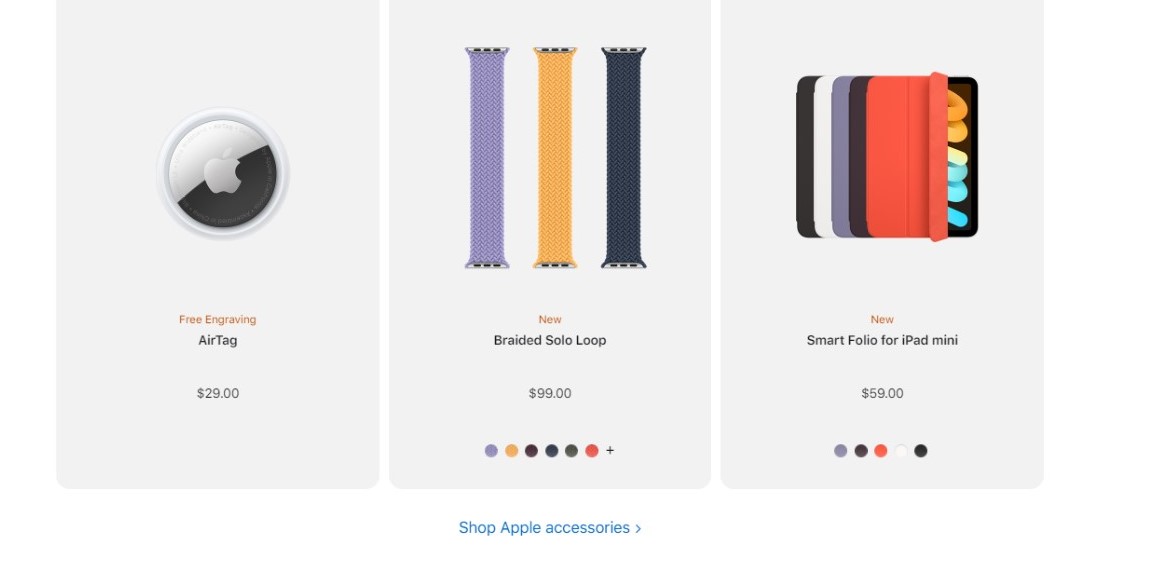 Free Engraving
AirTag
$29.00
New
Braided Solo Loop
$99.00
+
New
Smart Folio for iPad mini
$59.00
Shop Apple accessories >